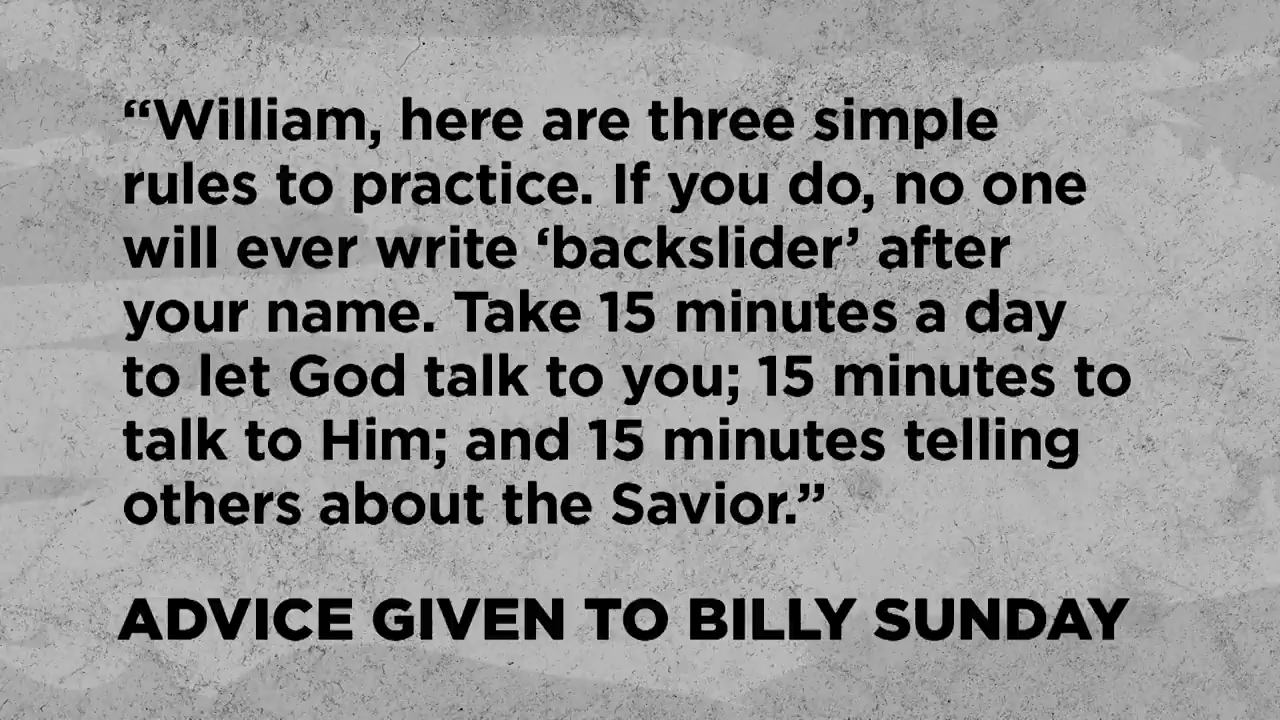 “William, here are three simple
rules to practice. If you do, no one
will ever write ‘backslider’ after
your name. Take 15 minutes a day
to let God talk to you; 15 minutes to
talk to Him; and 15 minutes telling
others about the Savior.”
ADVICE GIVEN TO BILLY SUNDAY